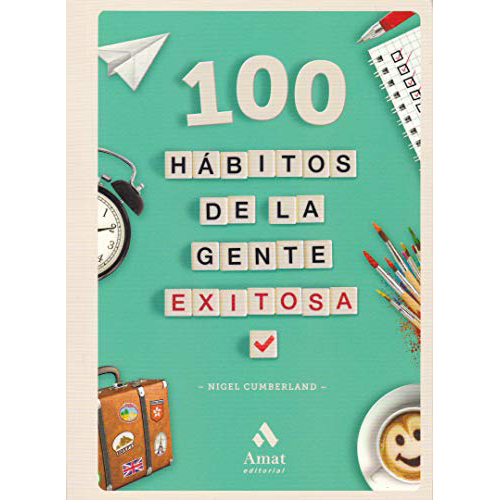 100
HÁBITOS
DE LA
GENTE
EXITOSA
– NIGEL CUMBERLAND –
Amat
editorial